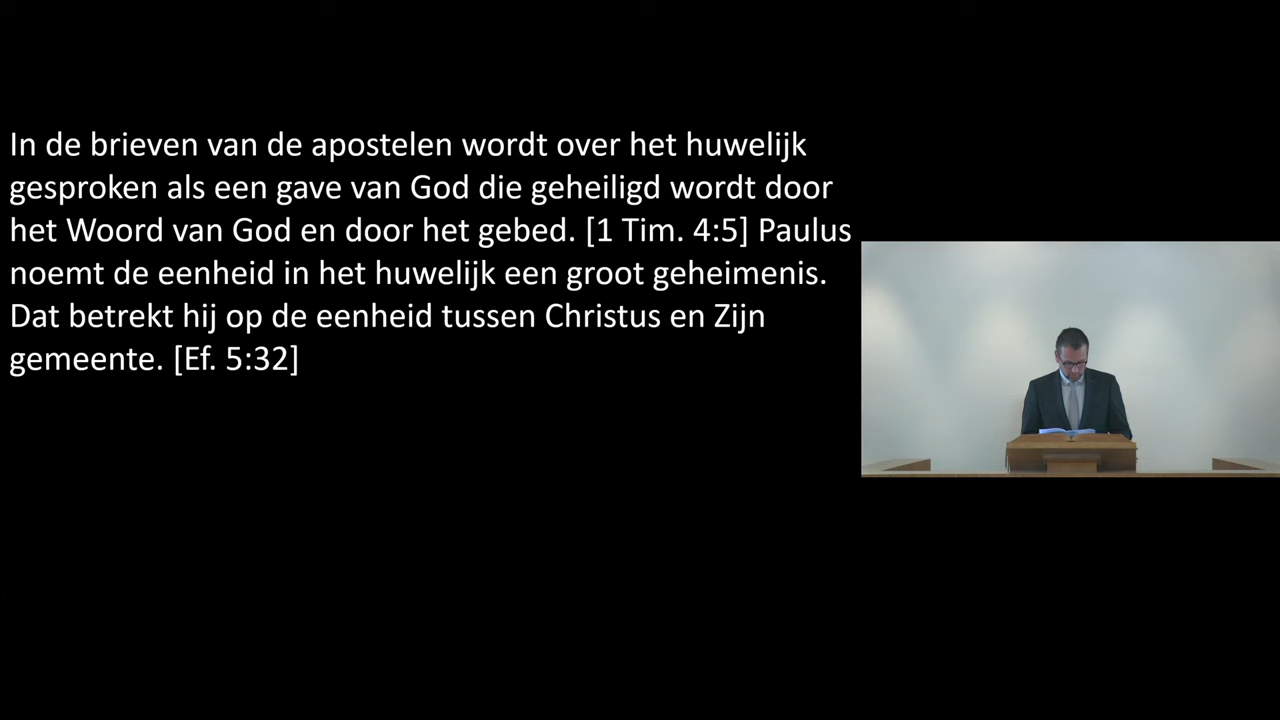 In de brieven van de apostelen wordt over het huwelijk
gesproken als een gave van God die geheiligd wordt door
het Woord van God en door het gebed. [1 Tim. 4:5] Paulus
noemt de eenheid in het huwelijk een groot geheimenis.
Dat betrekt hij op de eenheid tussen Christus en Zijn
gemeente. [Ef. 5:32]